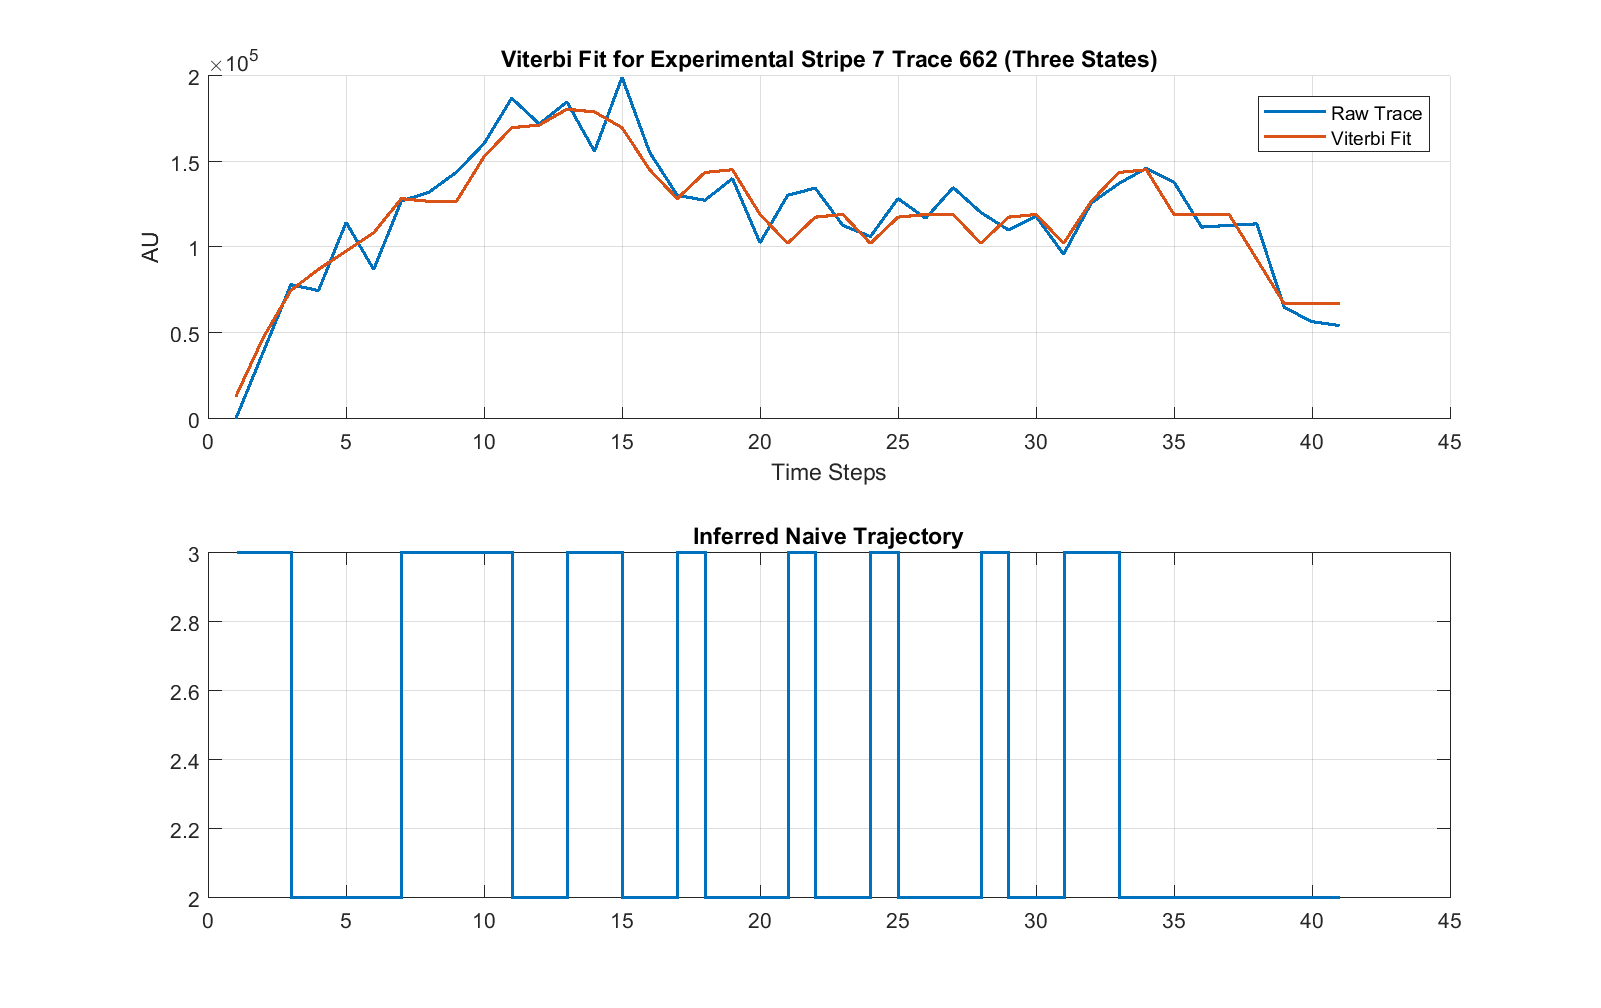 Viterbi Fit for Experimental Stripe 7 Trace 662 (Three States)
×10^5
2
1.5
1
0.5
0
AU
Raw Trace
Viterbi Fit
0 5 10 15 20 25 30 35 40 45
Time Steps
Inferred Naive Trajectory
3
2.8
2.6
2.4
2.2
2
0 5 10 15 20 25 30 35 40 45